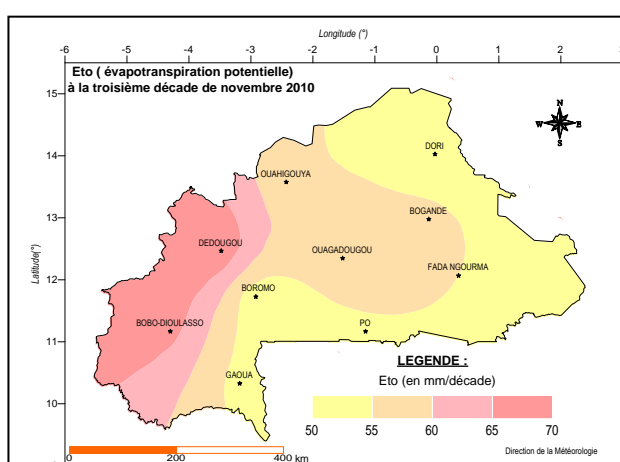 Longitude (°)
-6 -5 -4 -3 -2 -1 0 1 2
Eto ( évapotranspiration potentielle)
à la troisième décade de novembre 2010
15
N
W E
S
DORI
14
OUAHIGOUYA
13
BOGANDE
DEDOUGOU
OUAGADOUGOU
FADA NGOURMA
Latitude(°)
12
BOROMO
BOBO-DIOULASSO
PO
11
LEGENDE :
GAOUA
Eto (en mm/décade)
10
50 55 60 65 70
Direction de la Météorologie
0 200 400 km